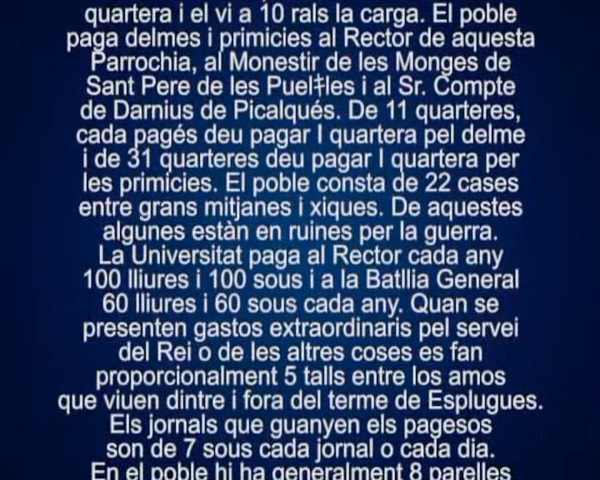 quartera i el vi a 10 rals la carga. El poble
paga delmes i primicies al Rector de aquesta
Parrochia, al Monestir de les Monges de
Sant Pere de les Puel‡les i al Sr. Compte
de Darnius de Picalqués. De 11 quarteres,
cada pagés deu pagar I quartera pel delme
i de 31 quarteres deu pagar I quartera per
les primicies. El poble consta de 22 cases
entre grans mitjanes i xiques. De aquestes
algunes estàn en ruines per la guerra.
La Universitat paga al Rector cada any
100 lliures i 100 sous i a la Batllia General
60 lliures i 60 sous cada any. Quan se
presenten gastos extraordinaris pel servei
del Rei o de les altres coses es fan
proporcionalment 5 talls entre los amos
que viuen dintre i fora del terme de Esplugues.
Els jornals que guanyen els pagesos
son de 7 sous cada jornal o cada dia.
En el poble hi ha generalment 8 parelles